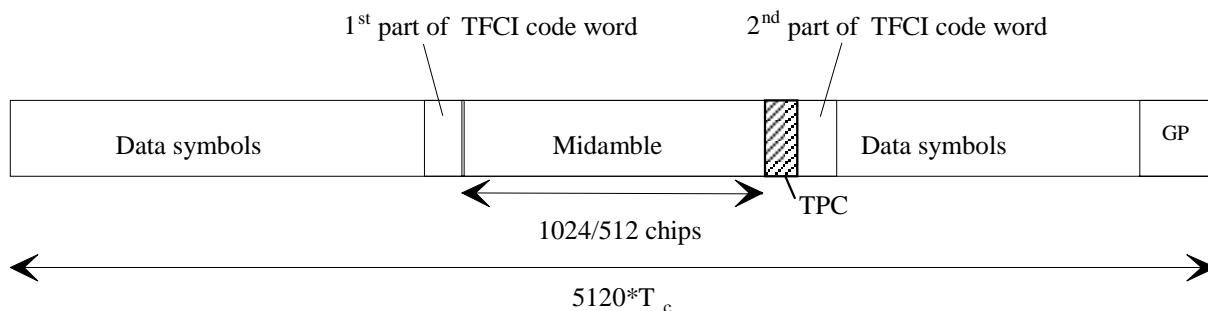 1st part of TFCI code word
2nd part of TFCI code word
Data symbols
Midamble
Data symbols
GP
TPC
1024/512 chips
5120*T c